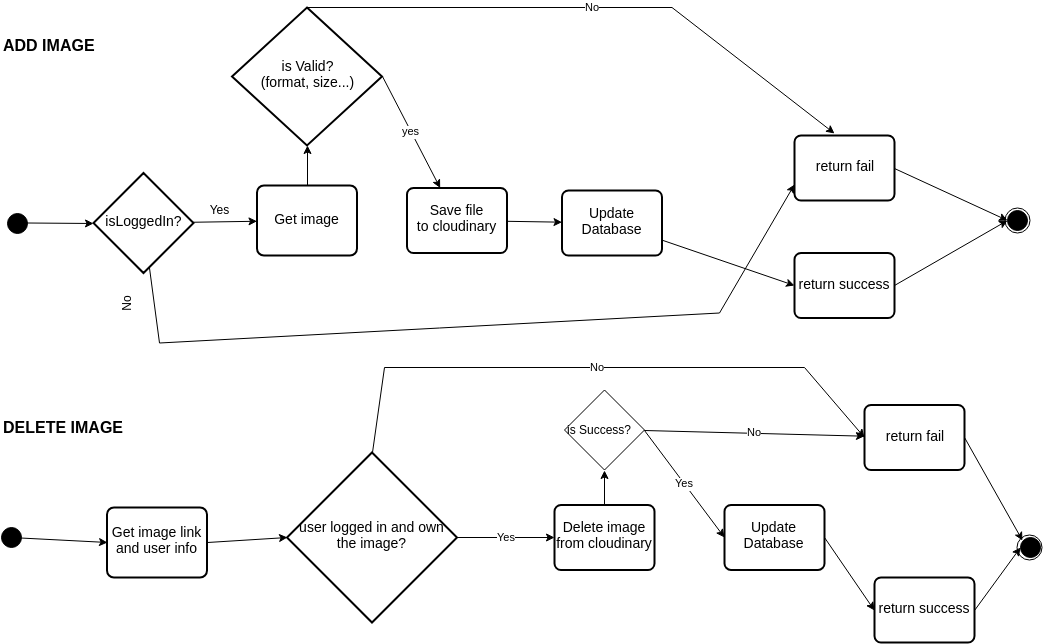 ADD IMAGE
is Valid?
(format, size...)
No
yes
isLoggedIn?
Yes
No
Get image
Save file
to cloudinary
Update
Database
return fail
return success
DELETE IMAGE
Get image link
and user info
user logged in and own
the image?
No
Yes
is Success?
No
Yes
Delete image
from cloudinary
Update
Database
return fail
return success